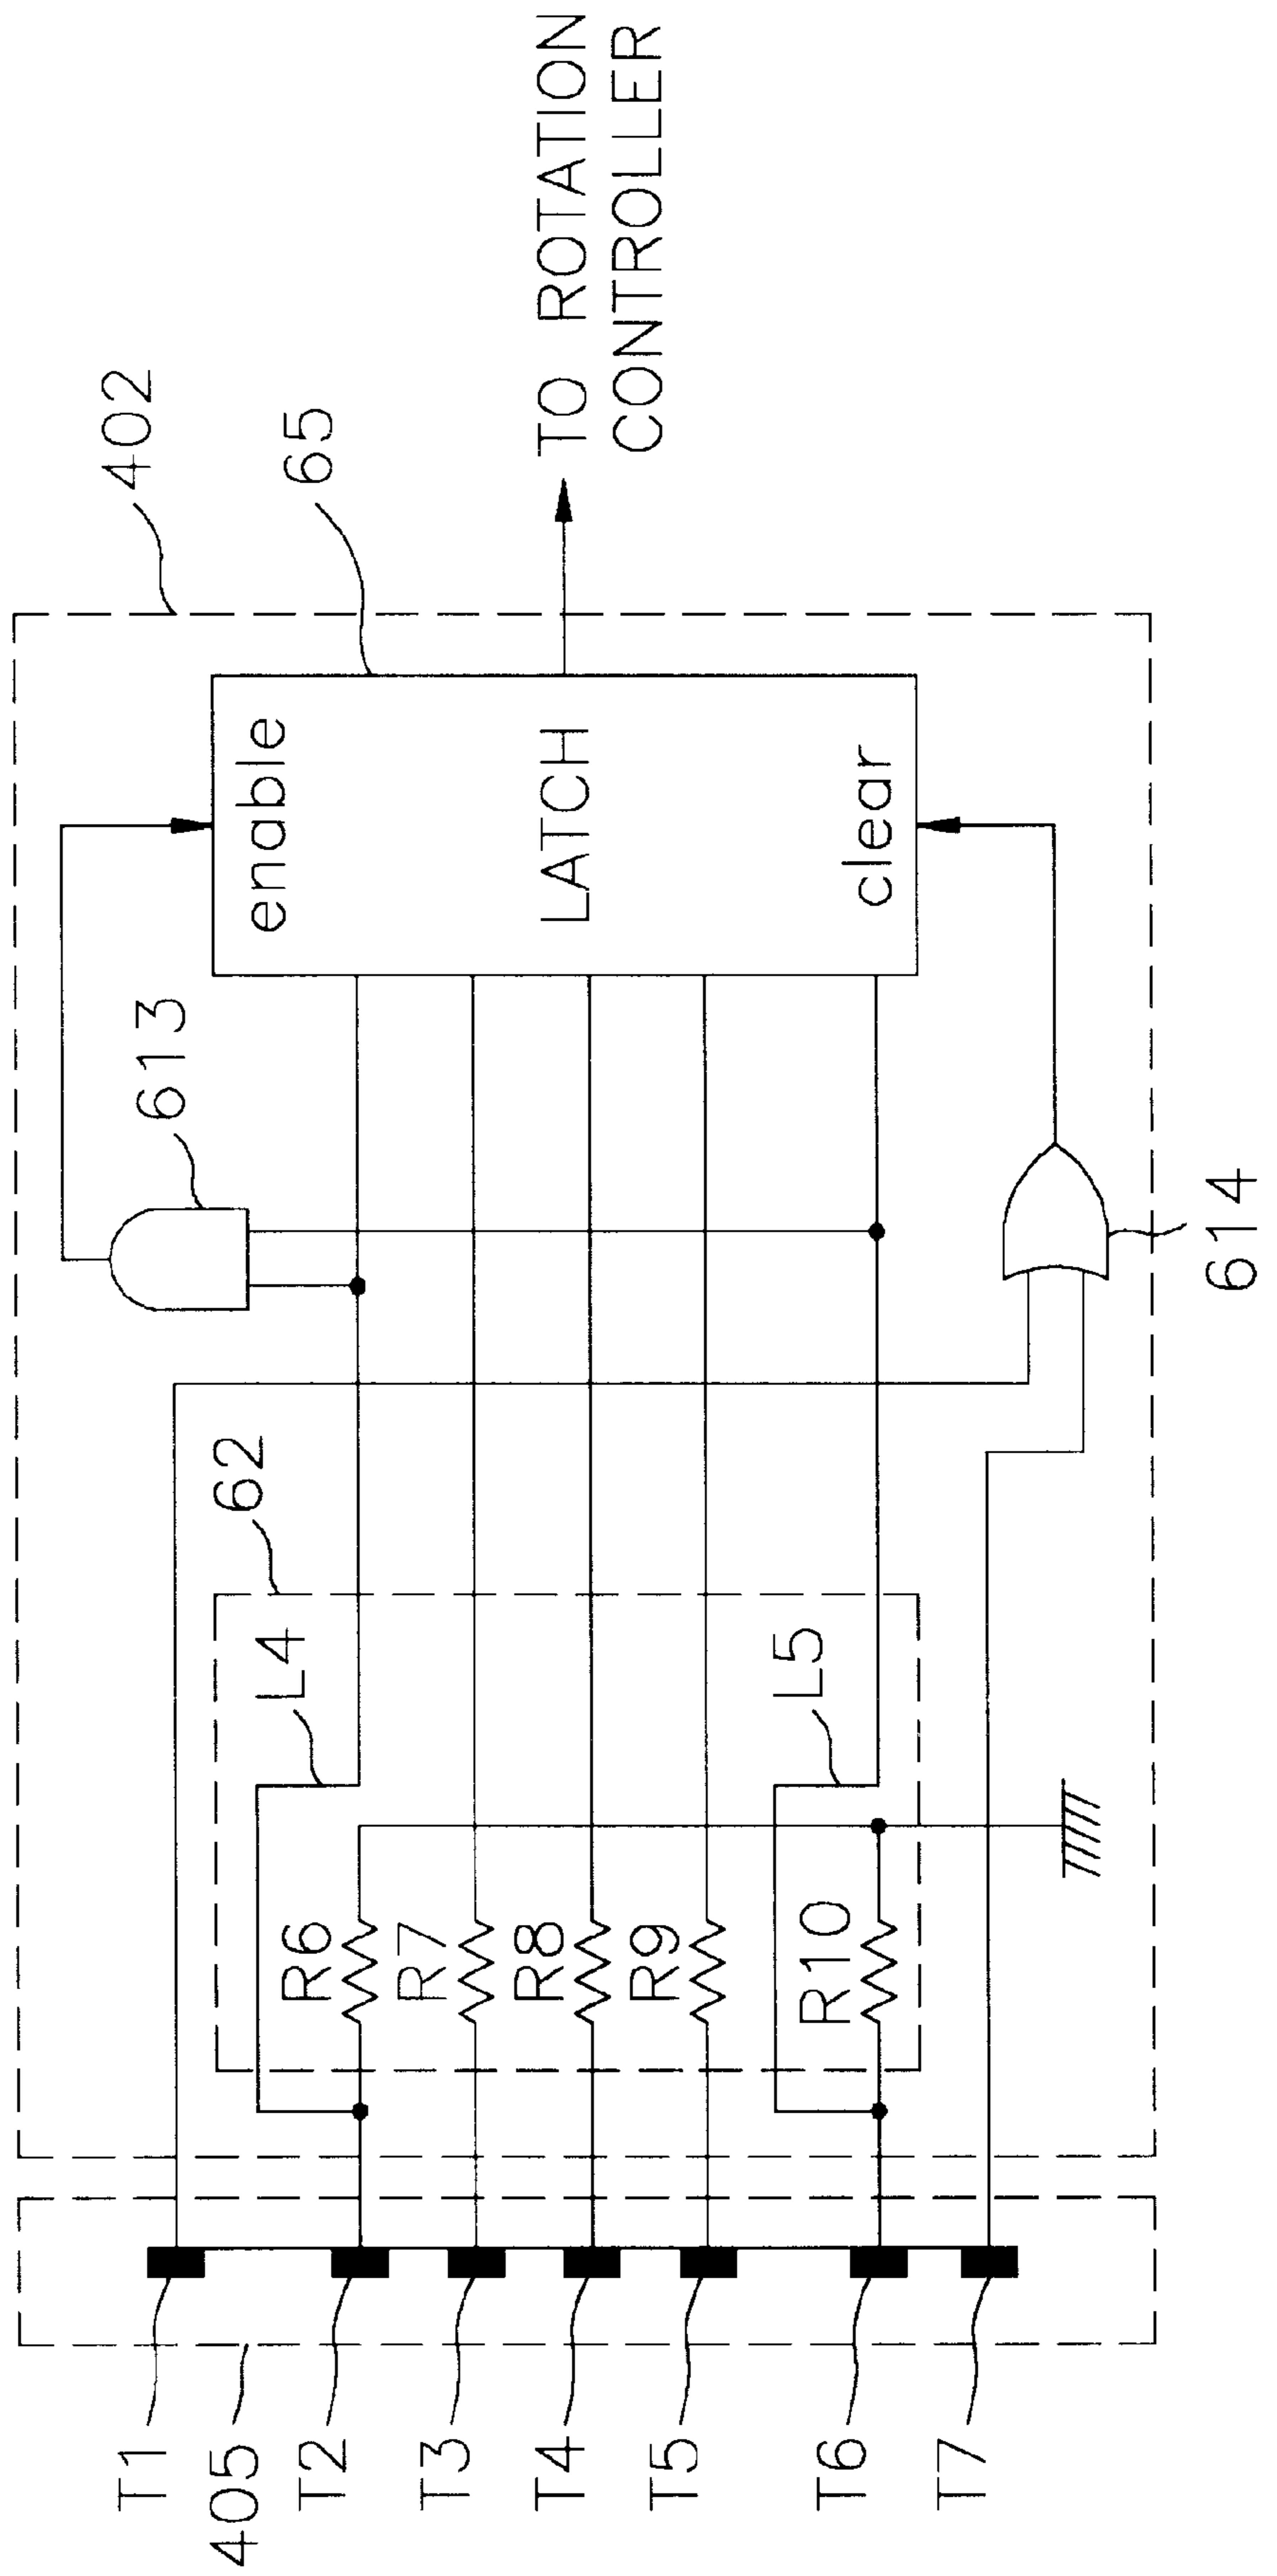 402
65
TO ROTATION
CONTROLLER
enable
LATCH
clear
613
614
62
L4
L5
R6
R7
R8
R9
R10
T1
405
T2
T3
T4
T5
T6
T7